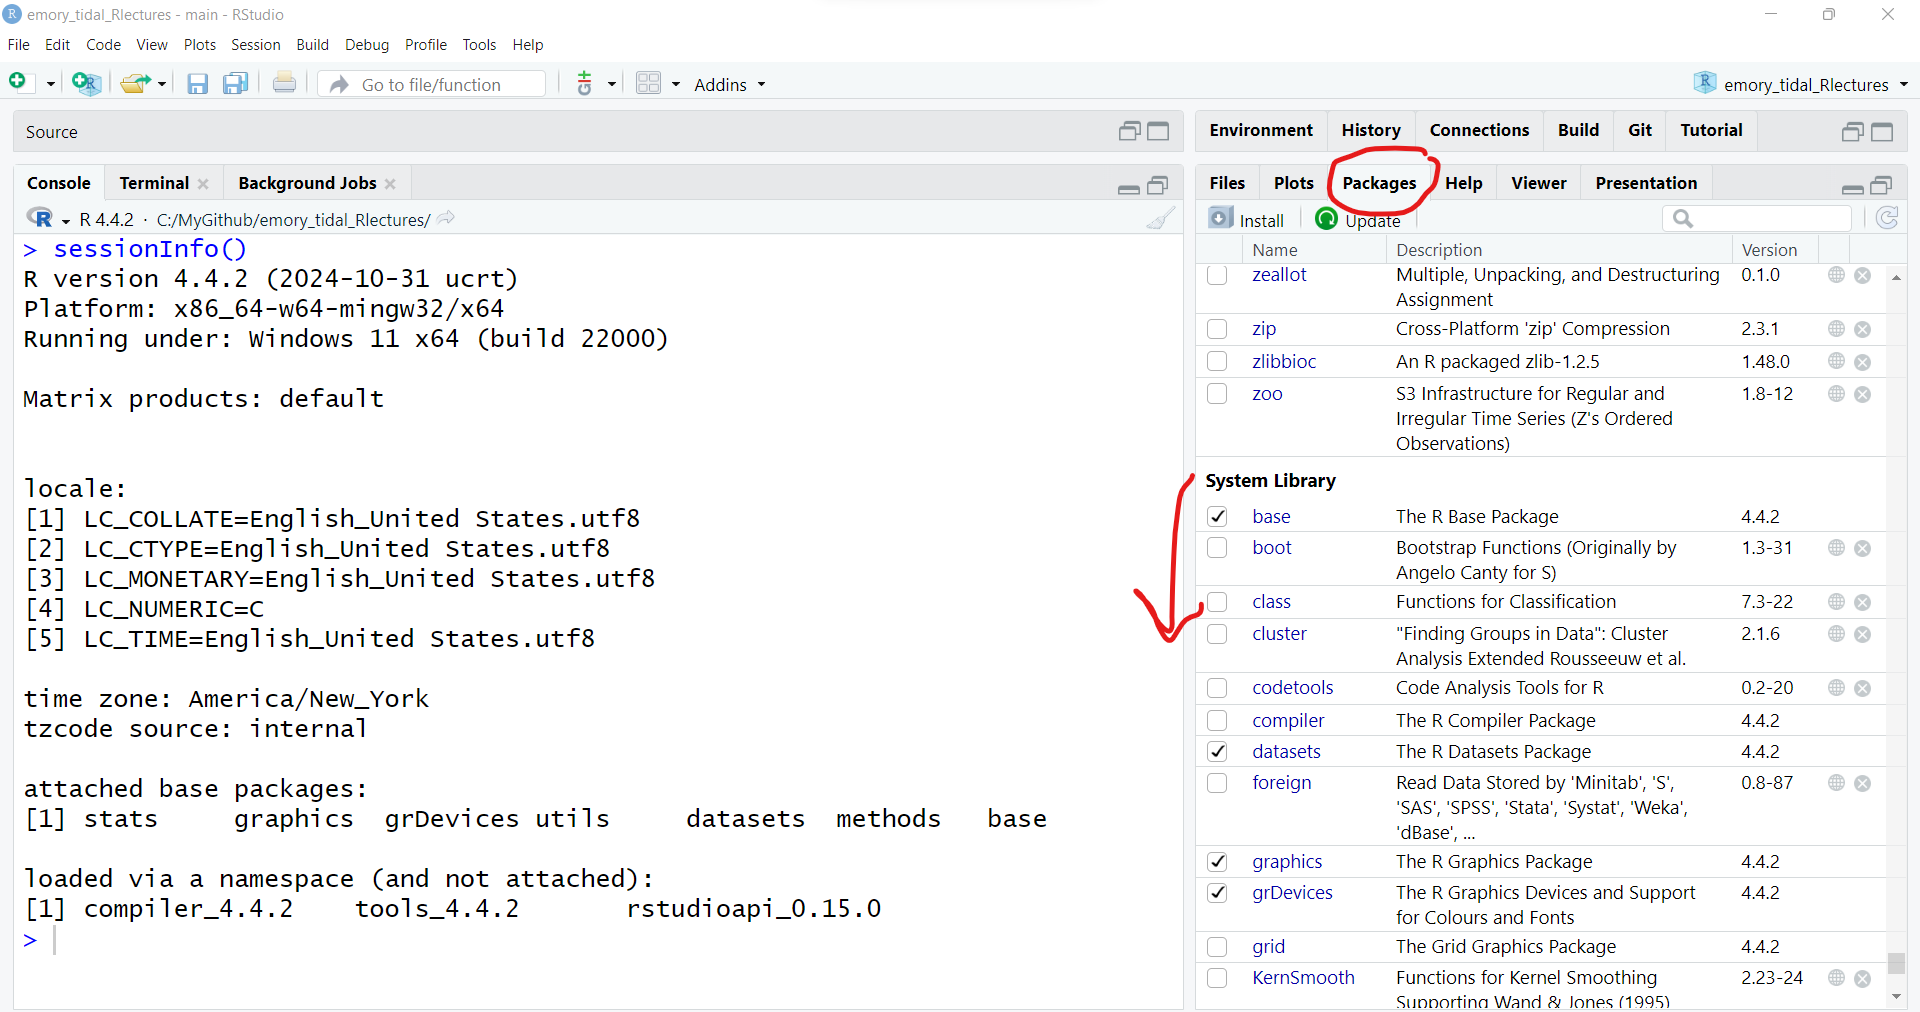 emory_tidal_Rlectures - main - RStudio
File Edit Code View Plots Session Build Debug Profile Tools Help
Go to file/function Addins emory_tidal_Rlectures
Source
Console Terminal Background Jobs
R 4.4.2 · C:/MyGithub/emory_tidal_Rlectures/
> sessionInfo()
R version 4.4.2 (2024-10-31 ucrt)
Platform: x86_64-w64-mingw32/x64
Running under: Windows 11 x64 (build 22000)
Matrix products: default
locale:
[1] LC_COLLATE=English_United States.utf8
[2] LC_CTYPE=English_United States.utf8
[3] LC_MONETARY=English_United States.utf8
[4] LC_NUMERIC=C
[5] LC_TIME=English_United States.utf8
time zone: America/New_York
tzcode source: internal
attached base packages:
[1] stats graphics grDevices utils datasets methods base
loaded via a namespace (and not attached):
[1] compiler_4.4.2 tools_4.4.2 rstudioapi_0.15.0
>
Environment History Connections Build Git Tutorial
Files Plots Packages Help Viewer Presentation
Install Update
Name Description Version
zeallot Multiple, Unpacking, and Destructuring 0.1.0
Assignment
zip Cross-Platform 'zip' Compression 2.3.1
zlibbioc An R packaged zlib-1.2.5 1.48.0
zoo S3 Infrastructure for Regular and 1.8-12
Irregular Time Series (Z's Ordered
Observations)
System Library
base The R Base Package 4.4.2
boot Bootstrap Functions (Originally by 1.3-31
Angelo Canty for S)
class Functions for Classification 7.3-22
cluster "Finding Groups in Data": Cluster 2.1.6
Analysis Extended Rousseeuw et al.
codetools Code Analysis Tools for R 0.2-20
compiler The R Compiler Package 4.4.2
datasets The R Datasets Package 4.4.2
foreign Read Data Stored by 'Minitab', 'S', 0.8-87
'SAS', 'SPSS', 'Stata', 'Systat', 'Weka',
'dBase', ...
graphics The R Graphics Package 4.4.2
grDevices The R Graphics Devices and Support 4.4.2
for Colours and Fonts
grid The Grid Graphics Package 4.4.2
KernSmooth Functions for Kernel Smoothing 2.23-24
Supporting Wand & Jones (1995)